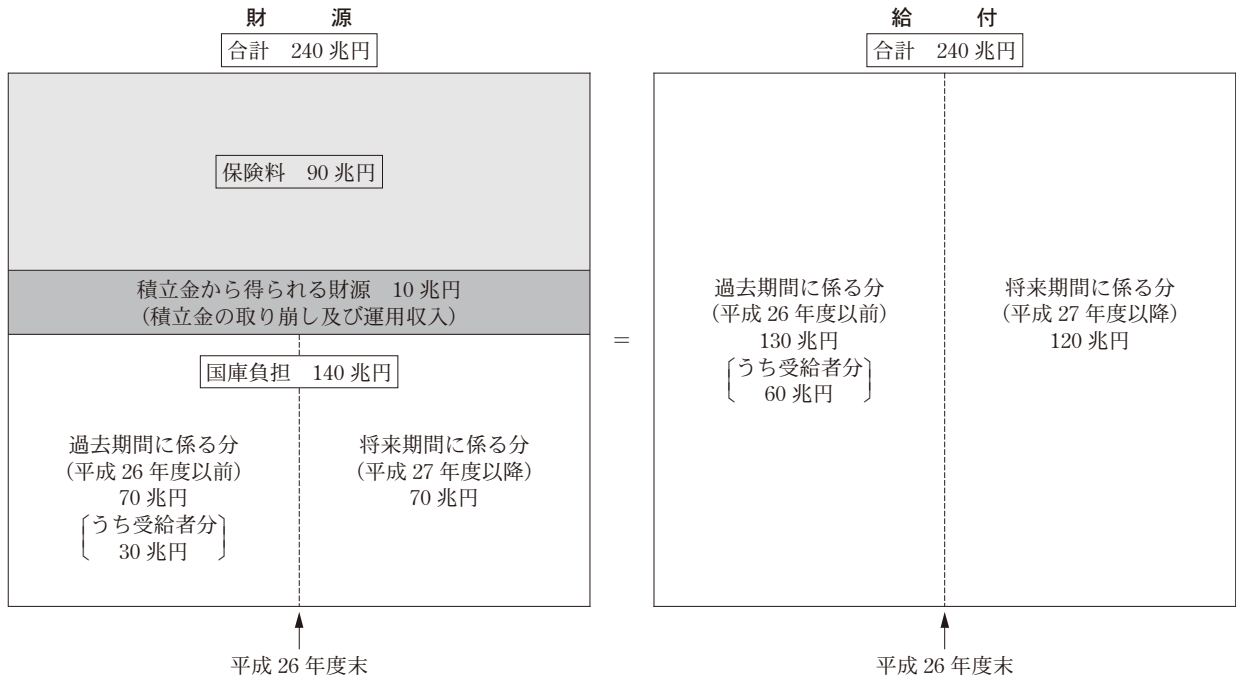 財　源
合計　240 兆円
保険料　90 兆円
積立金から得られる財源　10 兆円
（積立金の取り崩し及び運用収入）
国庫負担　140 兆円
過去期間に係る分
（平成 26 年度以前）
70 兆円
〔うち受給者分
30 兆円〕
将来期間に係る分
（平成 27 年度以降）
70 兆円
平成 26 年度末
＝
給　付
合計　240 兆円
過去期間に係る分
（平成 26 年度以前）
130 兆円
〔うち受給者分
60 兆円〕
将来期間に係る分
（平成 27 年度以降）
120 兆円
平成 26 年度末